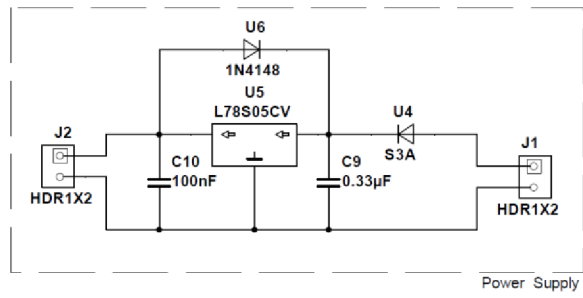 U6
1N4148
U5
L78S05CV
U4
S3A
J2
HDR1X2
J1
HDR1X2
C10
100nF
C9
0.33µF
Power Supply